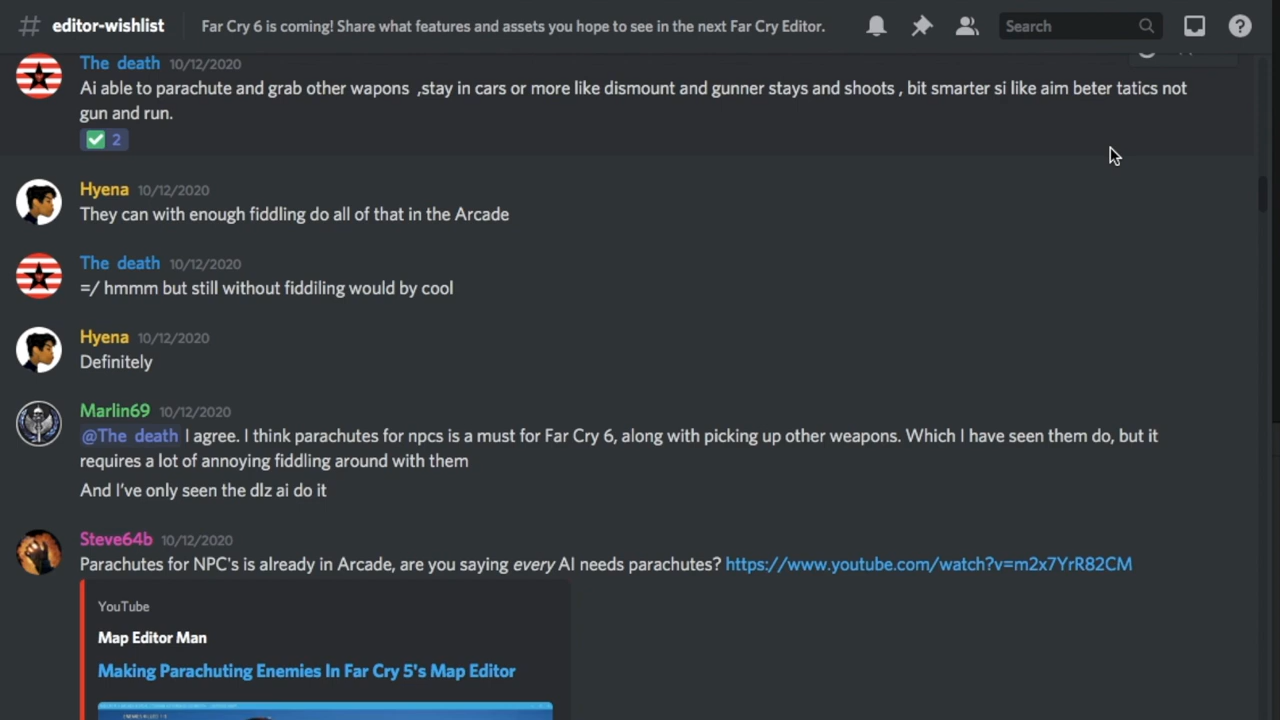 # editor-wishlist
Far Cry 6 is coming! Share what features and assets you hope to see in the next Far Cry Editor.
Search
The death 10/12/2020
Ai able to parachute and grab other wapons ,stay in cars or more like dismount and gunner stays and shoots , bit smarter si like aim beter tatics not
gun and run.
2
Hyena 10/12/2020
They can with enough fiddling do all of that in the Arcade
The death 10/12/2020
=/ hmmm but still without fiddiling would by cool
Hyena 10/12/2020
Definitely
Marlin69 10/12/2020
@The death I agree. I think parachutes for npcs is a must for Far Cry 6, along with picking up other weapons. Which I have seen them do, but it
requires a lot of annoying fiddling around with them
And I've only seen the dlz ai do it
Steve64b 10/12/2020
Parachutes for NPC's is already in Arcade, are you saying every AI needs parachutes? https://www.youtube.com/watch?v=m2x7YrR82CM
YouTube
Map Editor Man
Making Parachuting Enemies In Far Cry 5's Map Editor